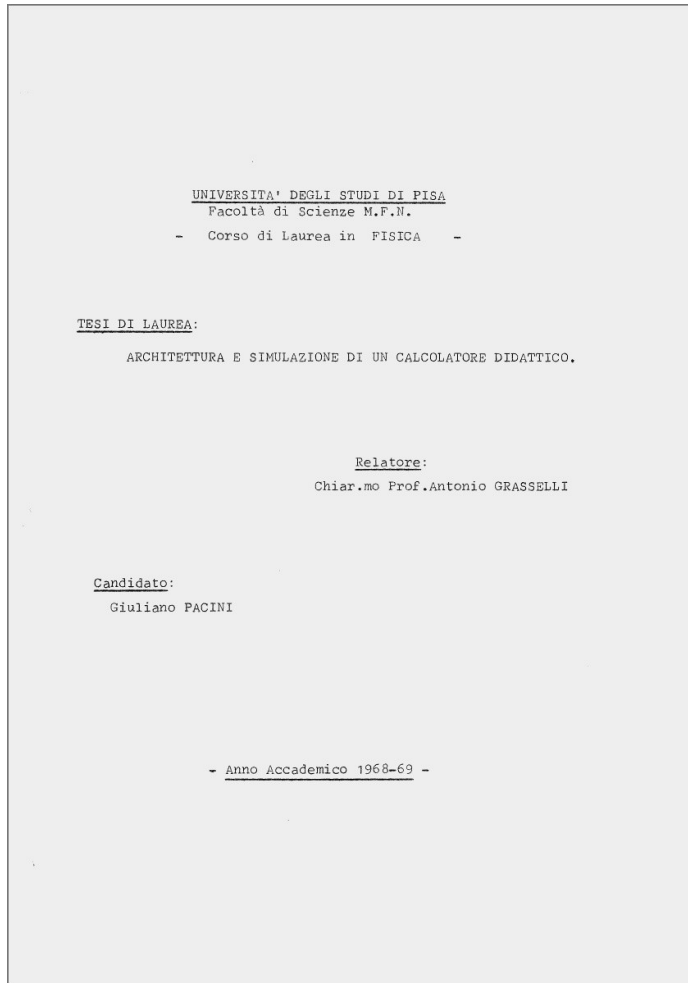 UNIVERSITA' DEGLI STUDI DI PISA
Facoltà di Scienze M.F.N.
- Corso di Laurea in FISICA -
TESI DI LAUREA:
ARCHITETTURA E SIMULAZIONE DI UN CALCOLATORE DIDATTICO.
Relatore:
Chiar.mo Prof.Antonio GRASSELLI
Candidato:
Giuliano PACINI
- Anno Accademico 1968-69 -